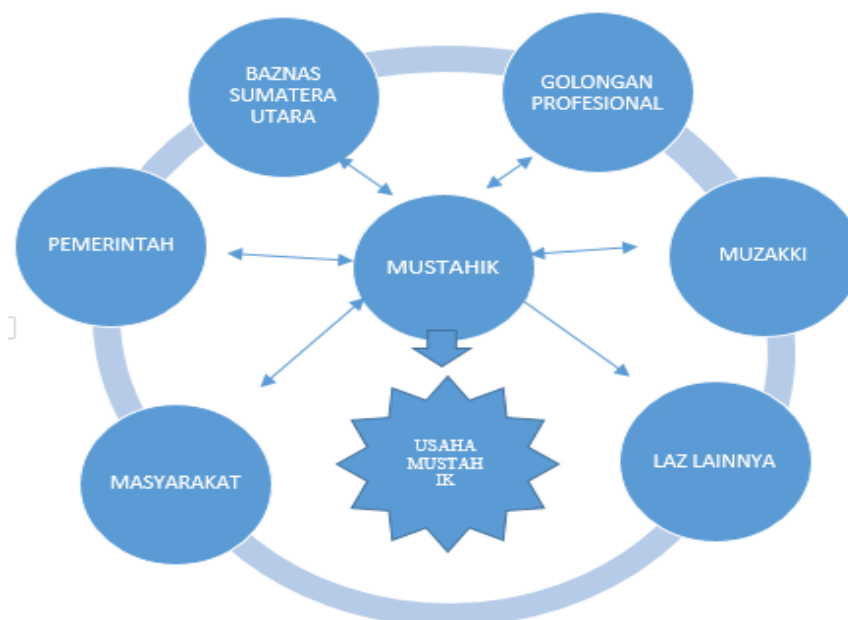 BAZNAS
SUMATERA
UTARA
GOLONGAN
PROFESIONAL
PEMERINTAH
MUSTAHIK
MUZAKKI
USAHA
MUSTAH
IK
MASYARAKAT
LAZ LAINNYA